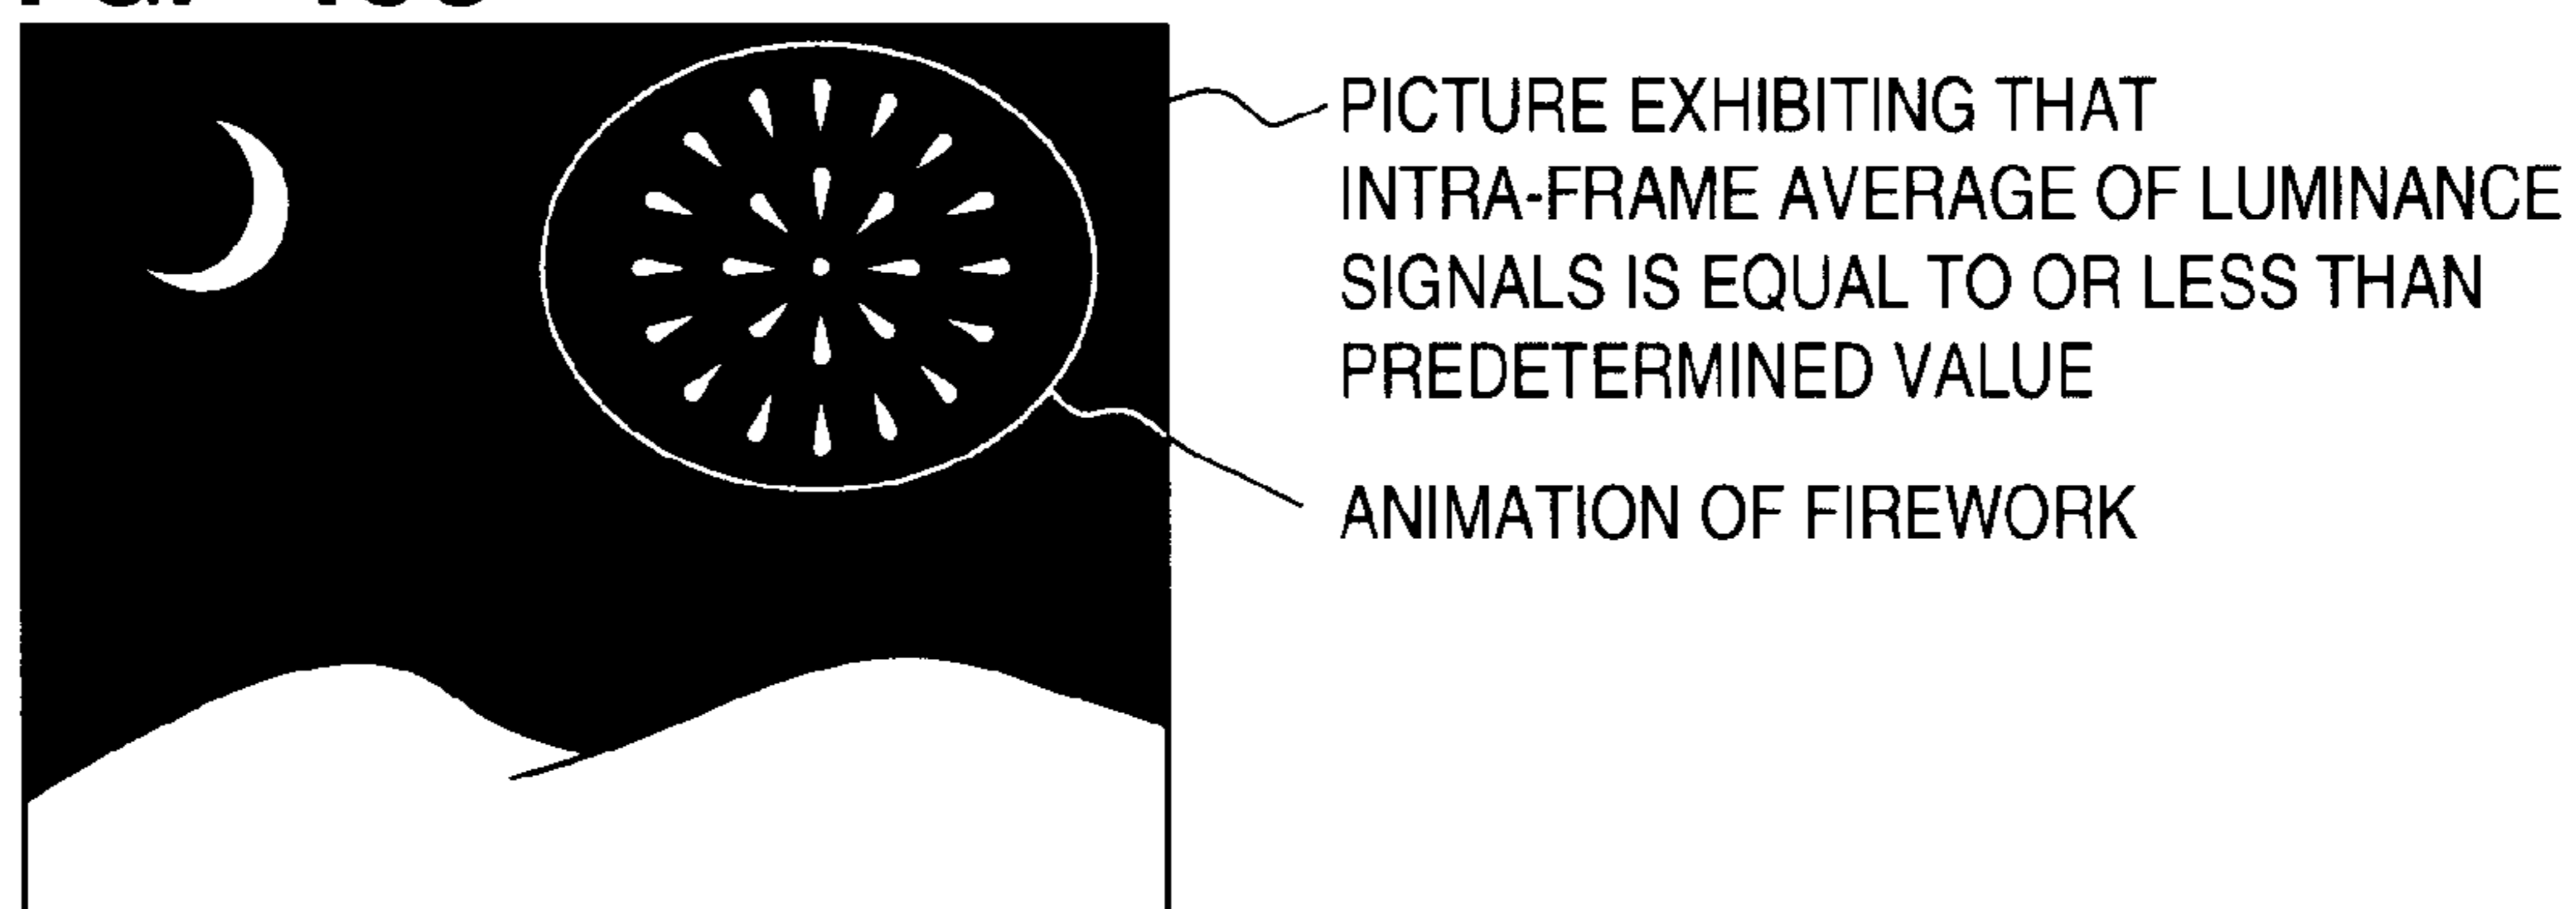 PICTURE EXHIBITING THAT
INTRA-FRAME AVERAGE OF LUMINANCE
SIGNALS IS EQUAL TO OR LESS THAN
PREDETERMINED VALUE
ANIMATION OF FIREWORK